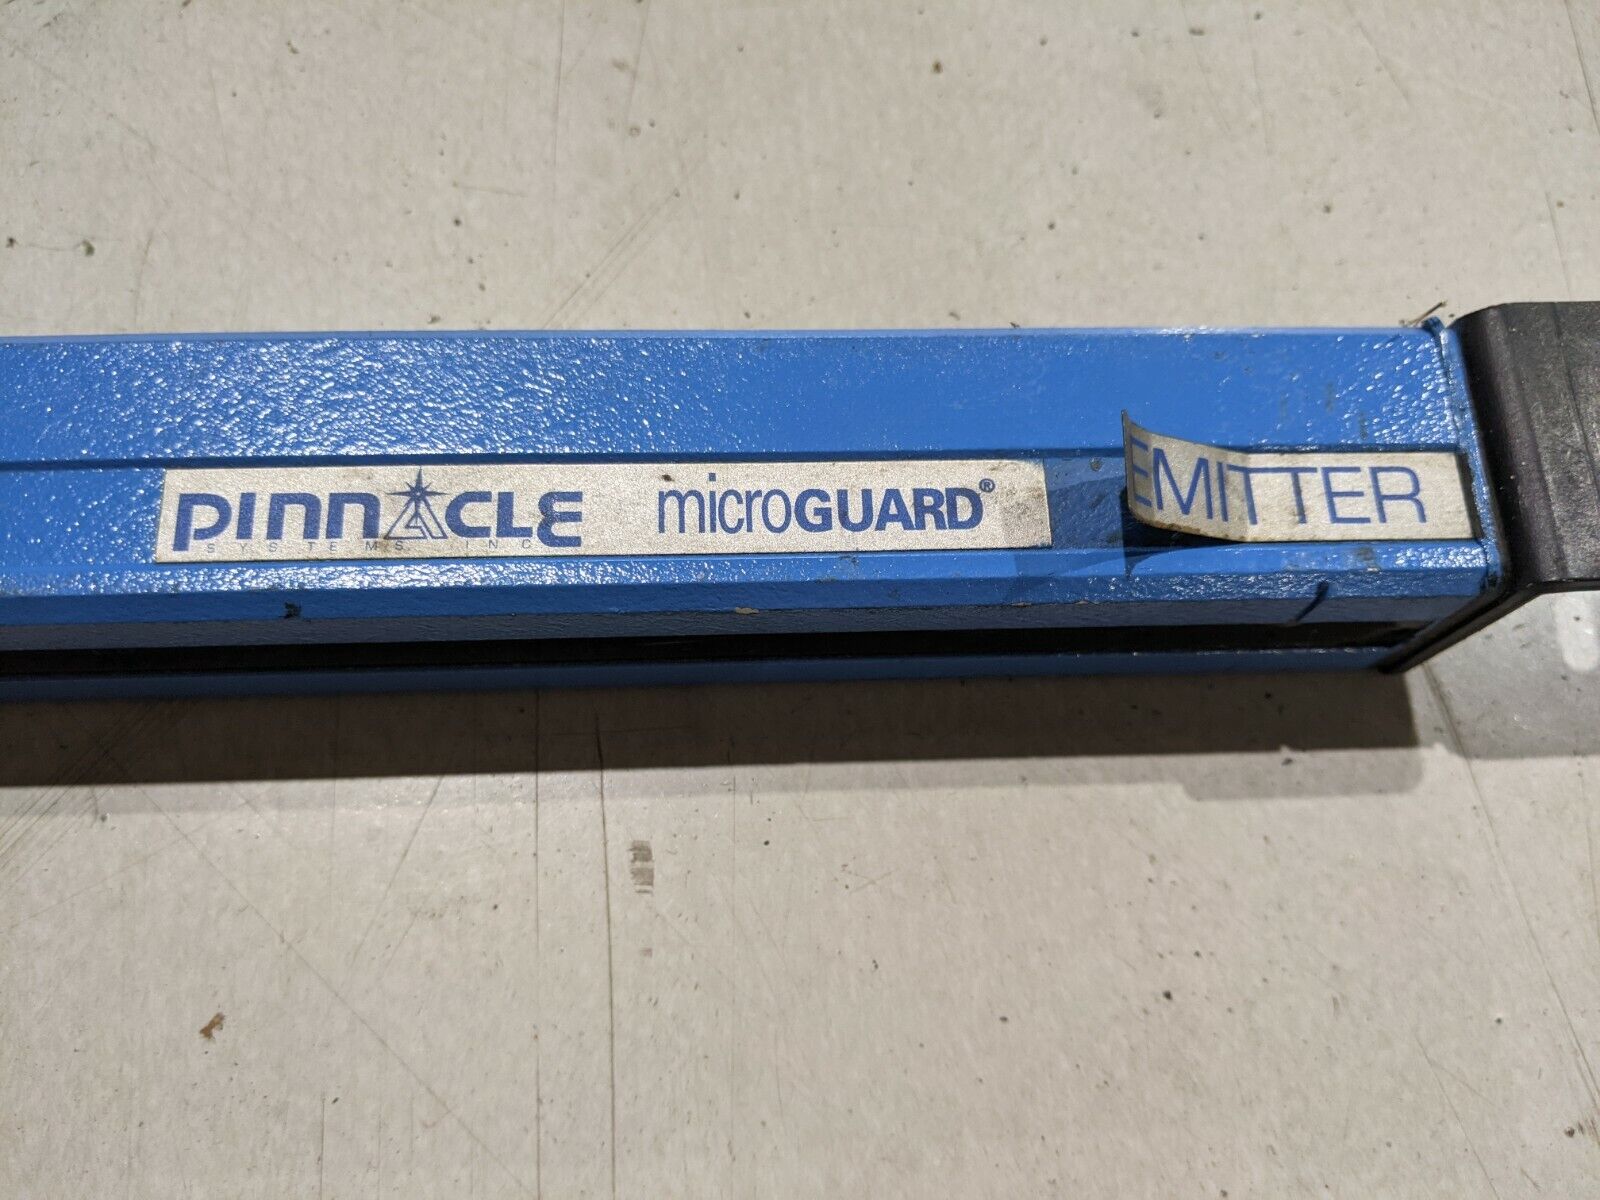 PINNACLE microGUARD® EMITTER
SYSTEMS INC